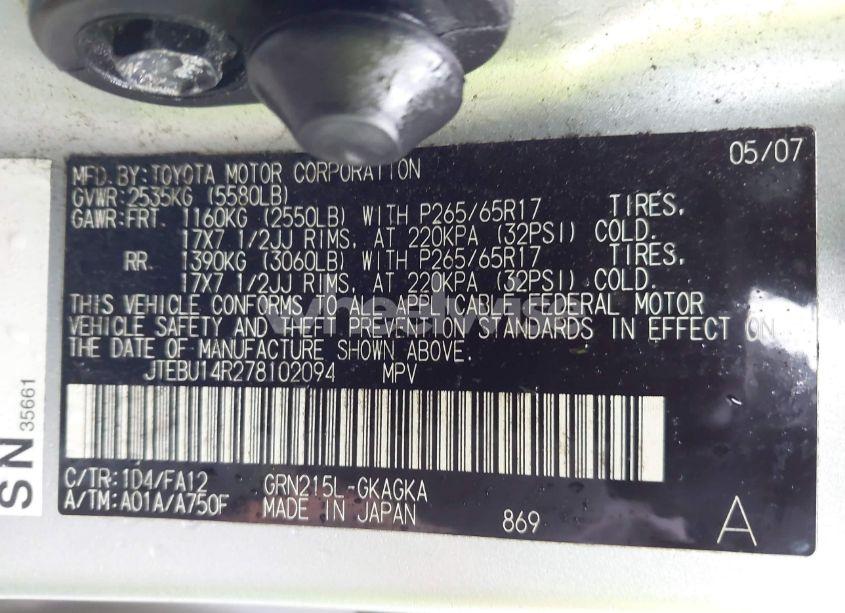 MFD. BY: TOYOTA MOTOR CORPORATION 05/07
GVWR: 2535KG (5580LB)
GAWR: FRT. 1160KG (2550LB) WITH P265/65R17 TIRES,
17X7 1/2JJ RIMS, AT 220KPA (32PSI) COLD.
RR. 1390KG (3060LB) WITH P265/65R17 TIRES,
17X7 1/2JJ RIMS, AT 220KPA (32PSI) COLD.
THIS VEHICLE CONFORMS TO ALL APPLICABLE FEDERAL MOTOR
VEHICLE SAFETY AND THEFT PREVENTION STANDARDS IN EFFECT ON
THE DATE OF MANUFACTURE SHOWN ABOVE.
JTEBU14R278102094 MPV
C/TR: 1D4/FA12 GRN215L-GKAGKA
A/TM: A01A/A750F MADE IN JAPAN 869 A
SN 35661